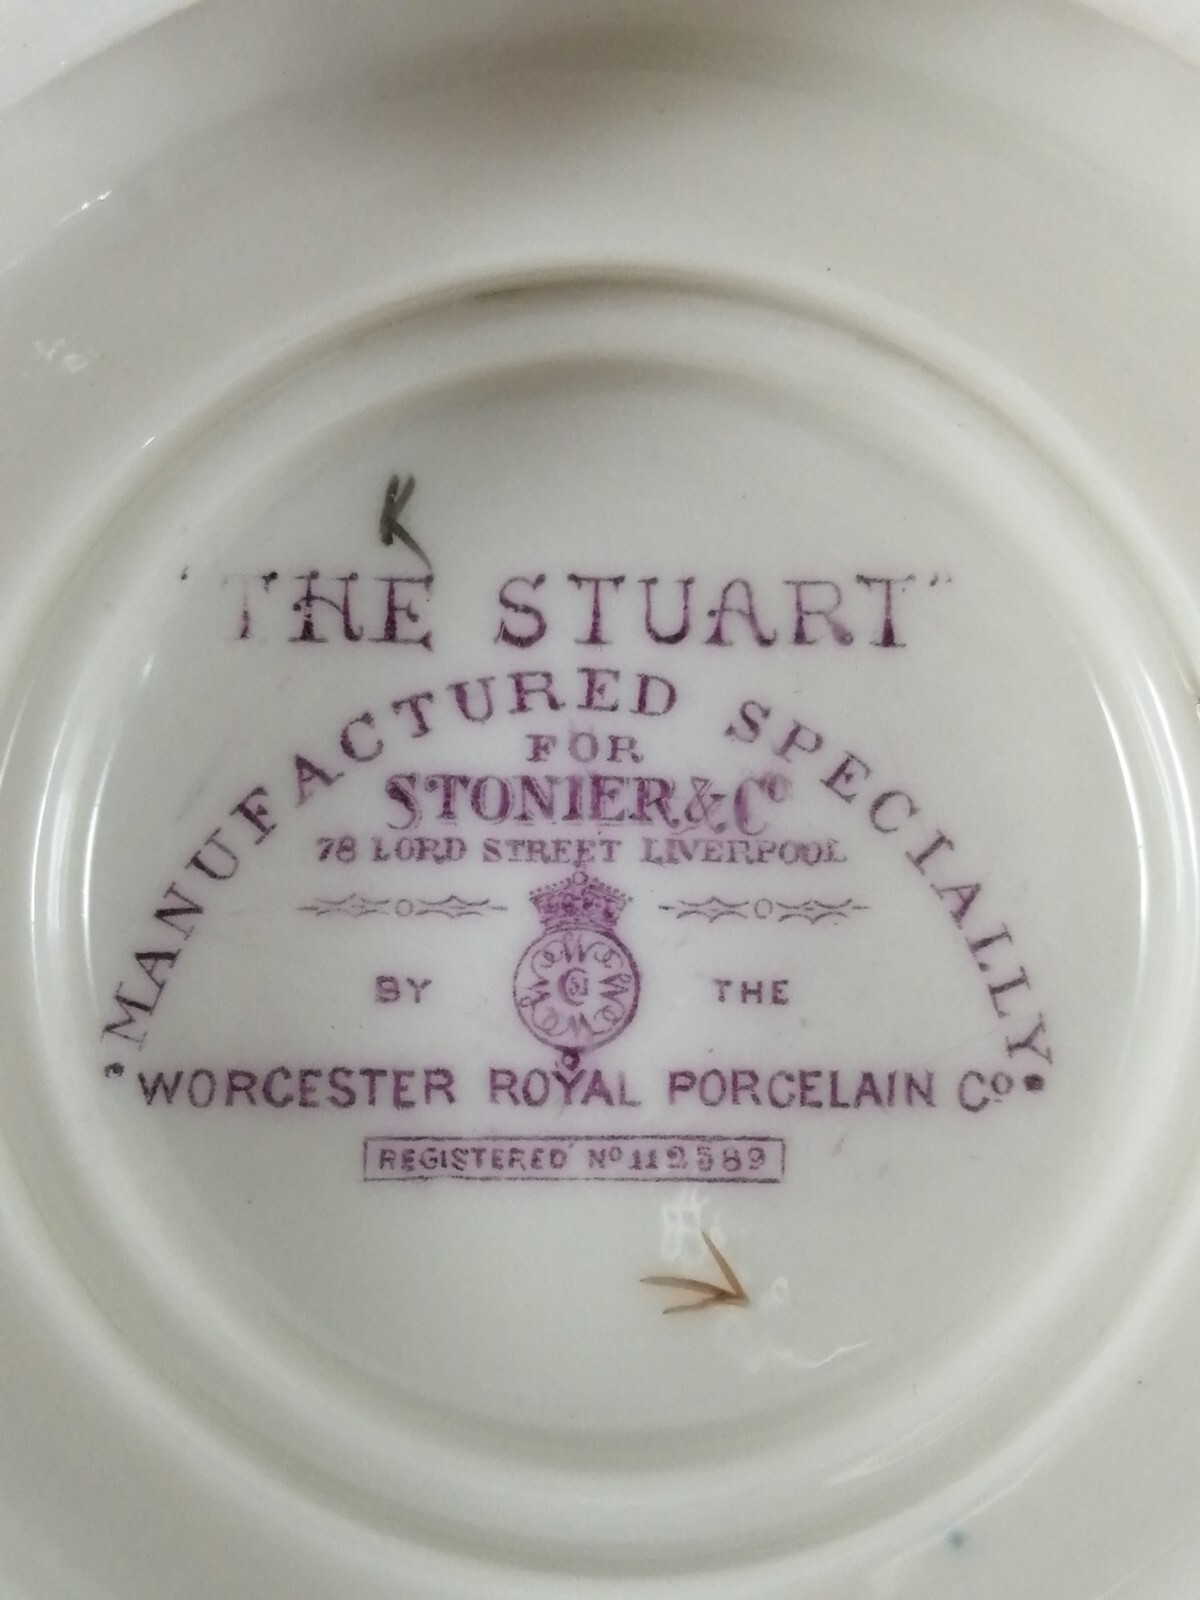 K
"THE STUART"
MANUFACTURED SPECIALLY
FOR
STONIER & Co
78 LORD STREET LIVERPOOL
BY THE
WORCESTER ROYAL PORCELAIN Co
REGISTERED No 112589